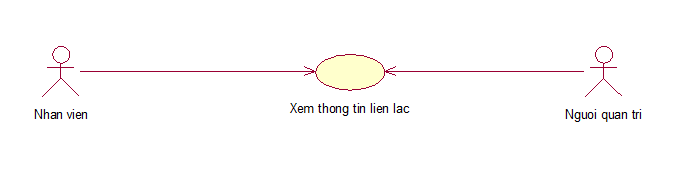 Nhan vien
Xem thong tin lien lac
Nguoi quan tri